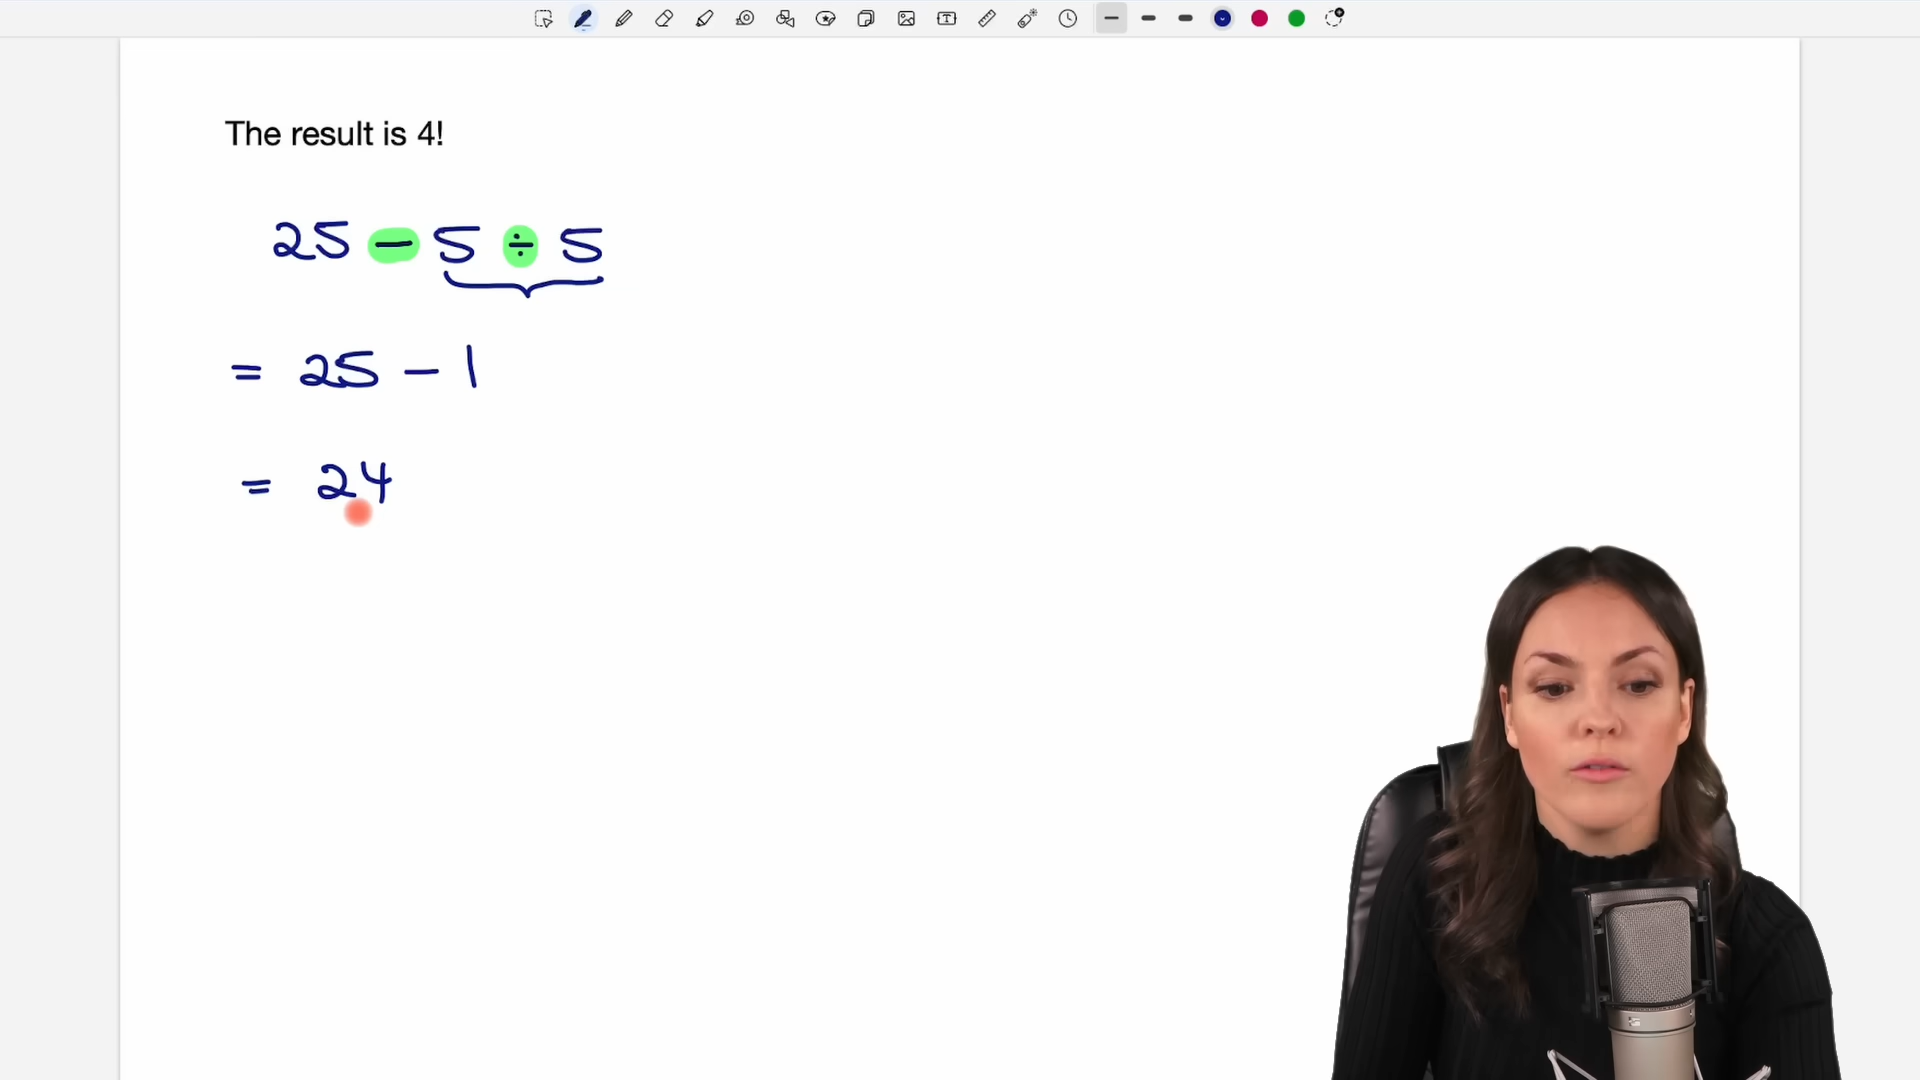 The result is 4!
25 − 5 ÷ 5
= 25 − 1
= 24